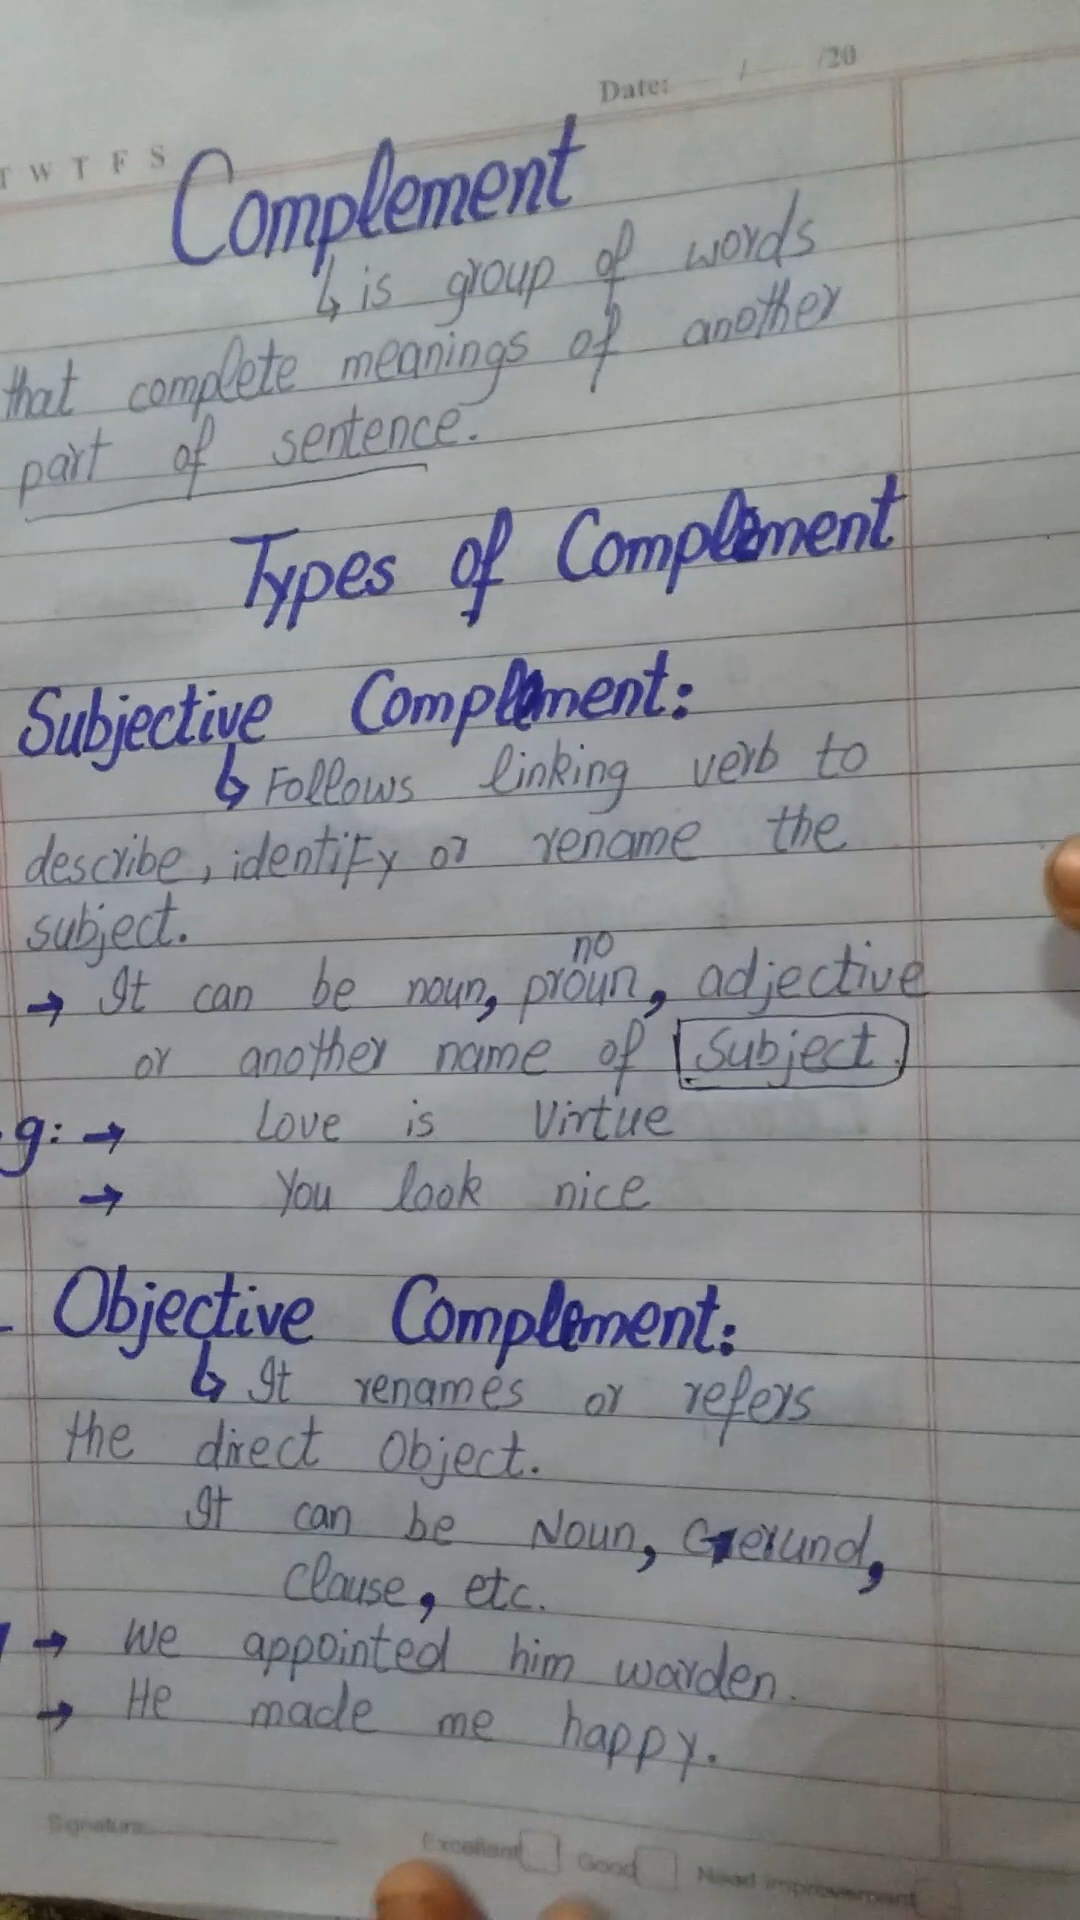 Date: / /20
T W T F S
Complement
↳ is group of words
that complete meanings of another
part of sentence.
Types of Complement
Subjective Complement:
↳ Follows linking verb to
describe, identify or rename the
subject.
no
→ It can be noun, proun, adjective
or another name of subject.
g: → Love is Virtue
→ You look nice
Objective Complement:
↳ It renames or refers
the direct Object.
It can be Noun, Gerund,
Clause, etc.
→ We appointed him warden.
→ He made me happy.
Signature
Excellent Good Need improvement